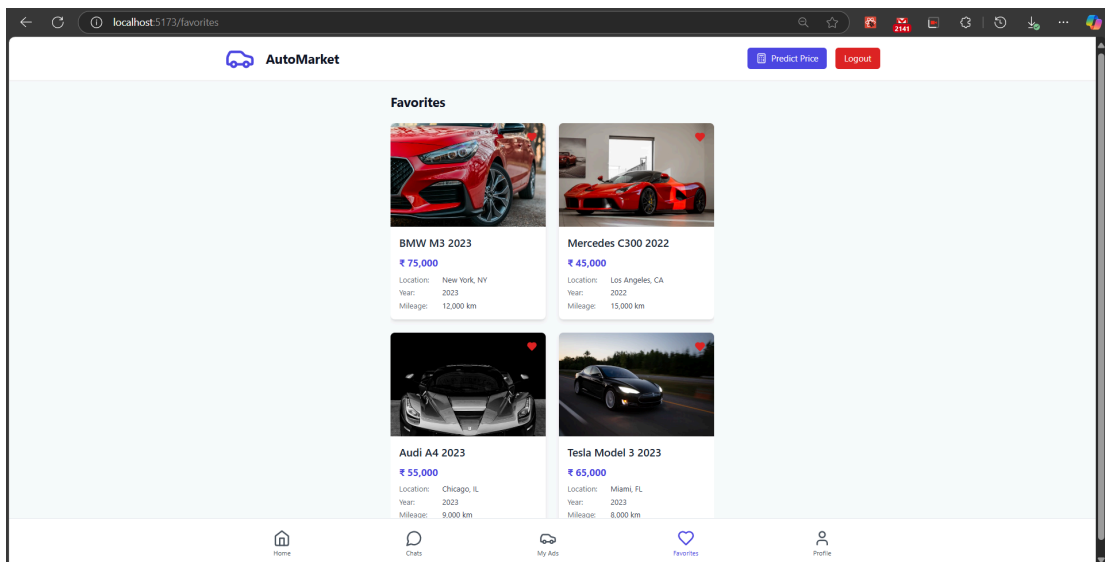 localhost:5173/favorites
2141
AutoMarket
Predict Price
Logout
Favorites
BMW M3 2023
₹ 75,000
Location: New York, NY
Year: 2023
Mileage: 12,000 km
Mercedes C300 2022
₹ 45,000
Location: Los Angeles, CA
Year: 2022
Mileage: 15,000 km
Audi A4 2023
₹ 55,000
Location: Chicago, IL
Year: 2023
Mileage: 9,000 km
Tesla Model 3 2023
₹ 65,000
Location: Miami, FL
Year: 2023
Mileage: 8,000 km
Home
Chats
My Ads
Favorites
Profile